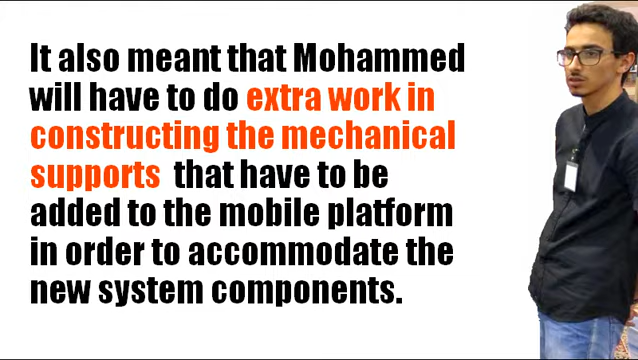 It also meant that Mohammed
will have to do extra work in
constructing the mechanical
supports that have to be
added to the mobile platform
in order to accommodate the
new system components.